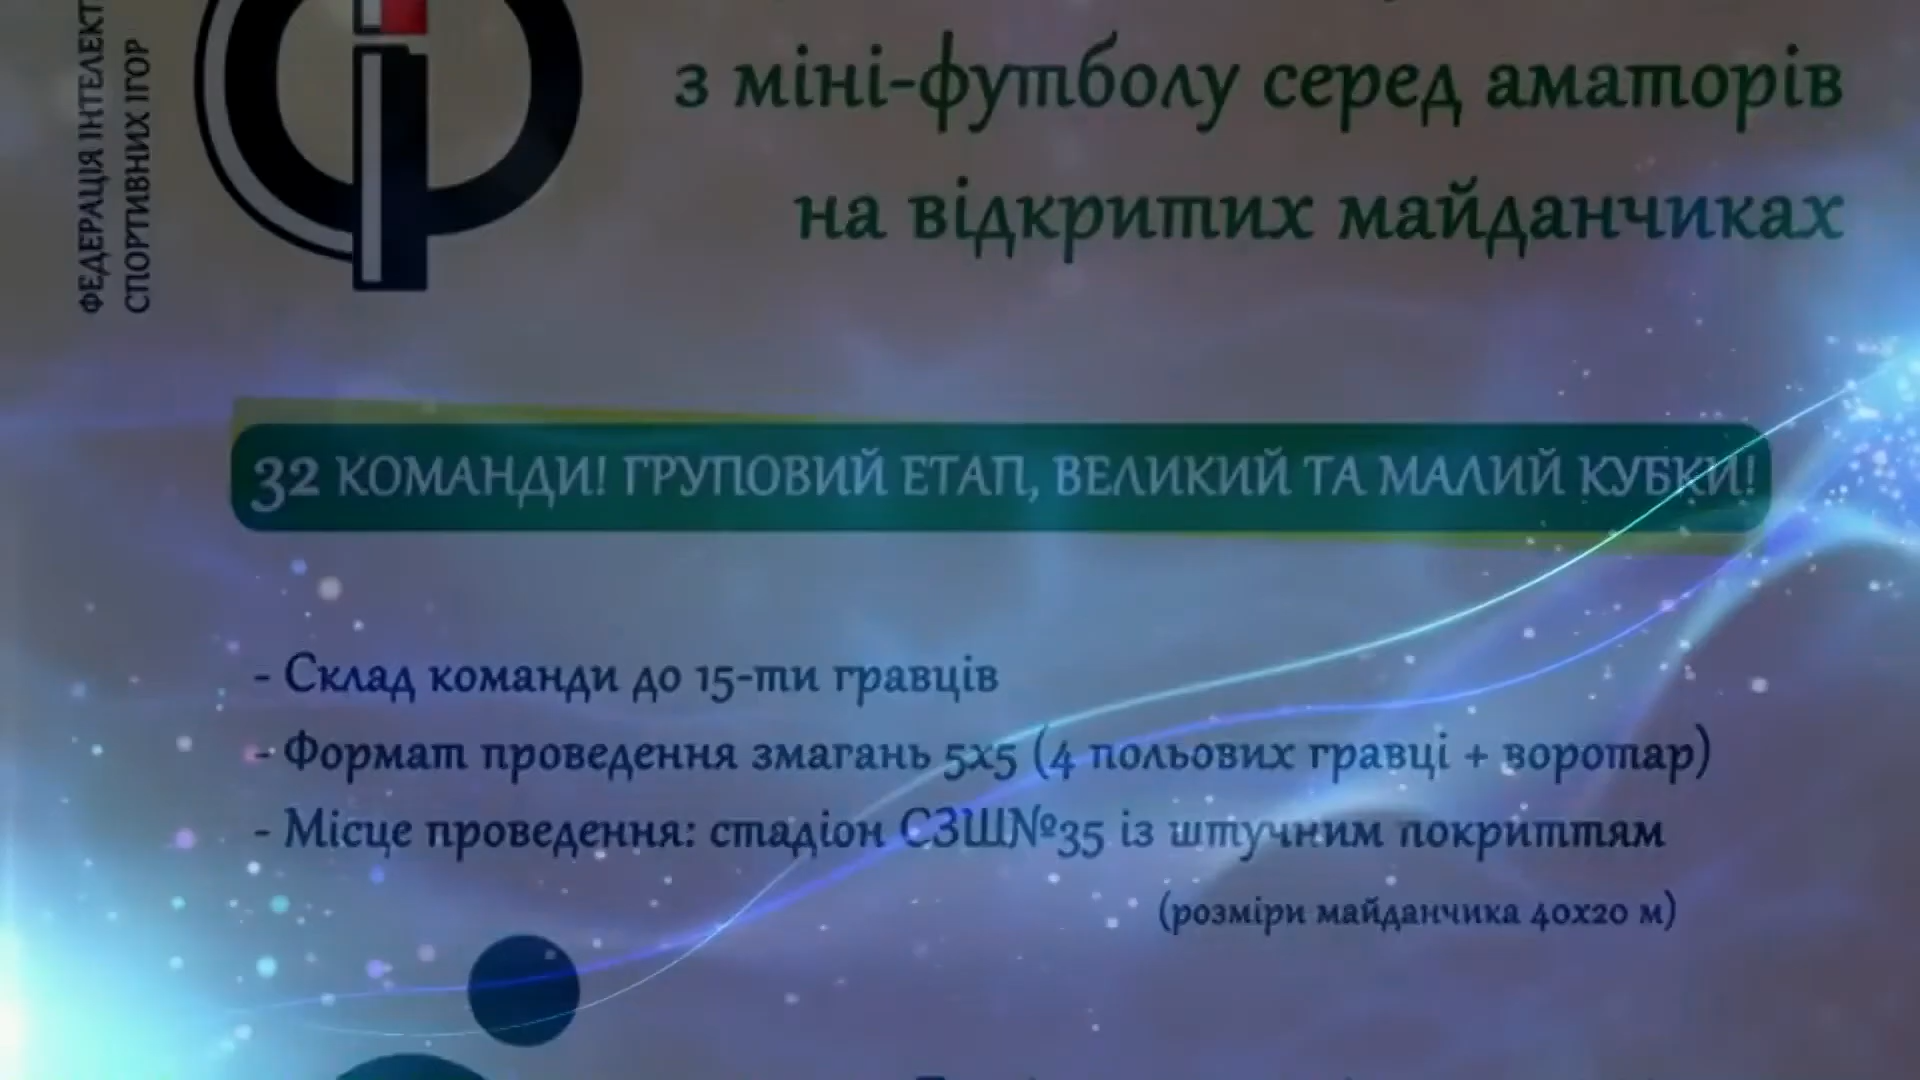 ФЕДЕРАЦІЯ
СПОРТИВНИХ ІГОР
з міні-футболу серед аматорів
на відкритих майданчиках
32 КОМАНДИ! ГРУПОВИЙ ЕТАП, ВЕЛИКИЙ ТА МАЛИЙ КУБКИ!
- Склад команди до 15-ти гравців
- Формат проведення змагань 5х5 (4 польових гравці + воротар)
- Місце проведення: стадіон СЗШ№35 із штучним покриттям
(розміри майданчика 40х20 м)